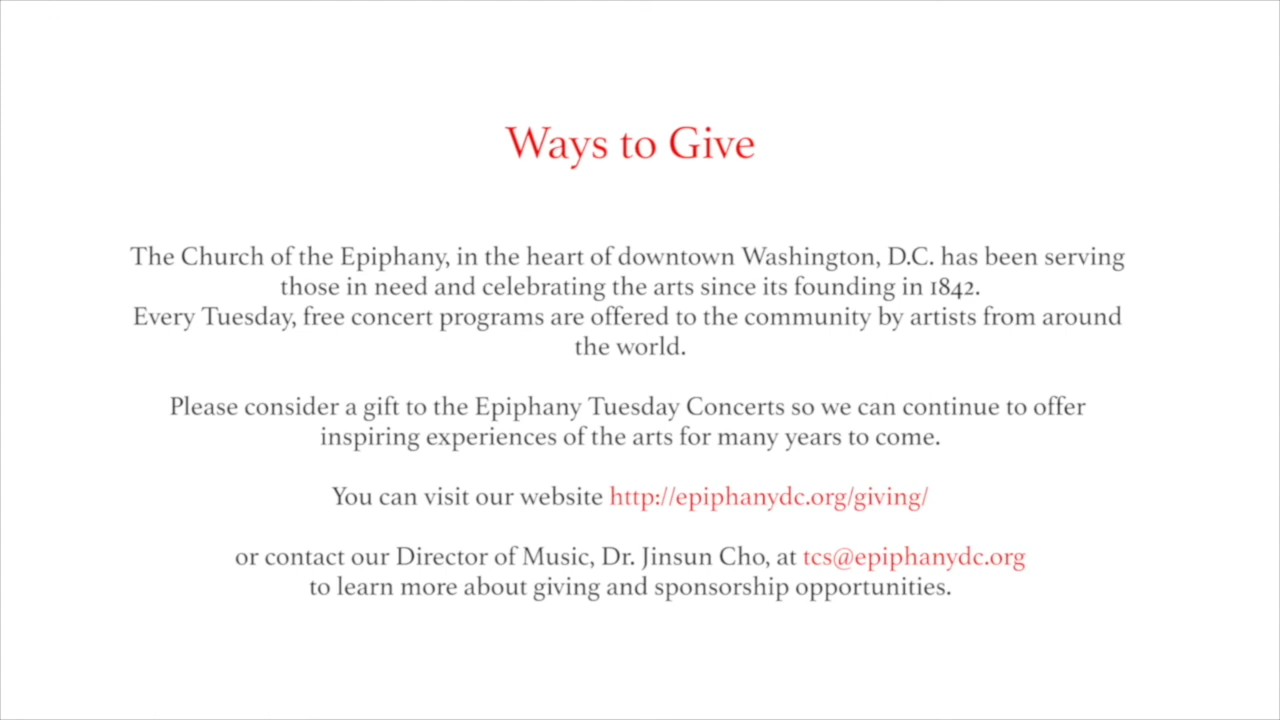 Ways to Give
The Church of the Epiphany, in the heart of downtown Washington, D.C. has been serving
those in need and celebrating the arts since its founding in 1842.
Every Tuesday, free concert programs are offered to the community by artists from around
the world.
Please consider a gift to the Epiphany Tuesday Concerts so we can continue to offer
inspiring experiences of the arts for many years to come.
You can visit our website http://epiphanydc.org/giving/
or contact our Director of Music, Dr. Jinsun Cho, at tcs@epiphanydc.org
to learn more about giving and sponsorship opportunities.